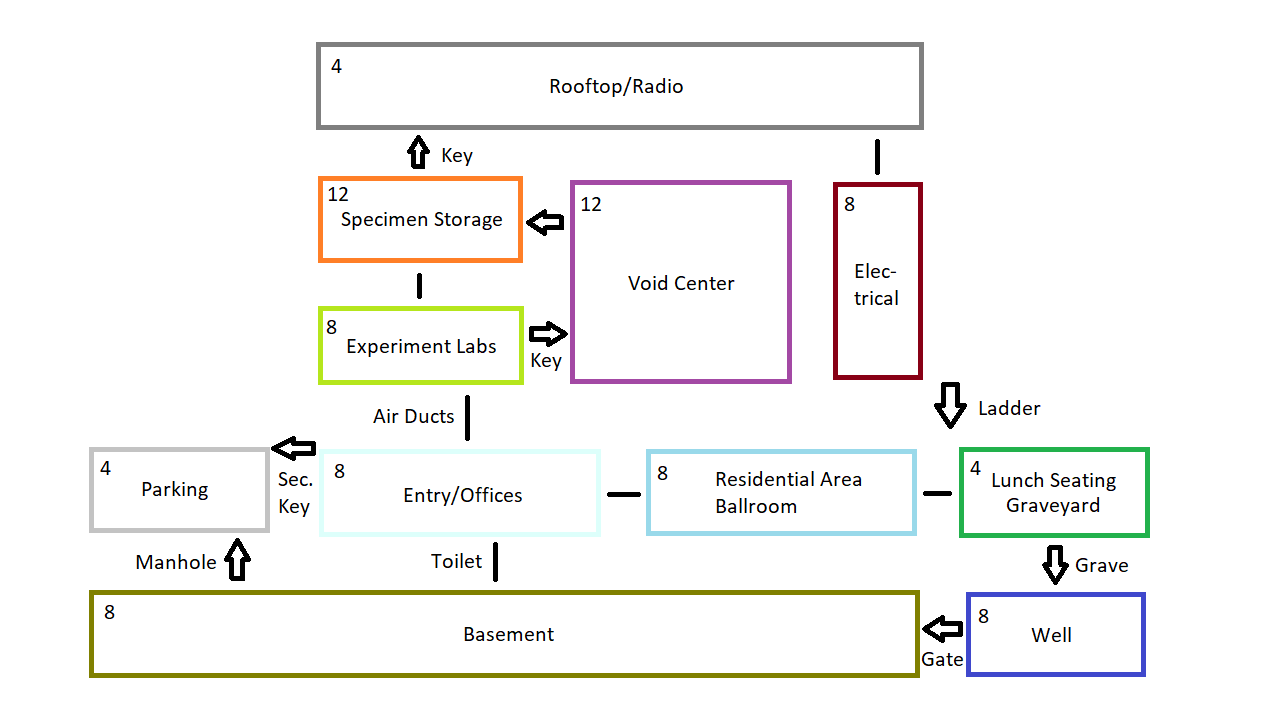 4
Rooftop/Radio
Key
12
Specimen Storage
12
Void Center
8
Elec-
trical
8
Experiment Labs
Key
Air Ducts
Ladder
4
Parking
Sec.
Key
8
Entry/Offices
8
Residential Area
Ballroom
4
Lunch Seating
Graveyard
Manhole
Toilet
Grave
8
Basement
Gate
8
Well